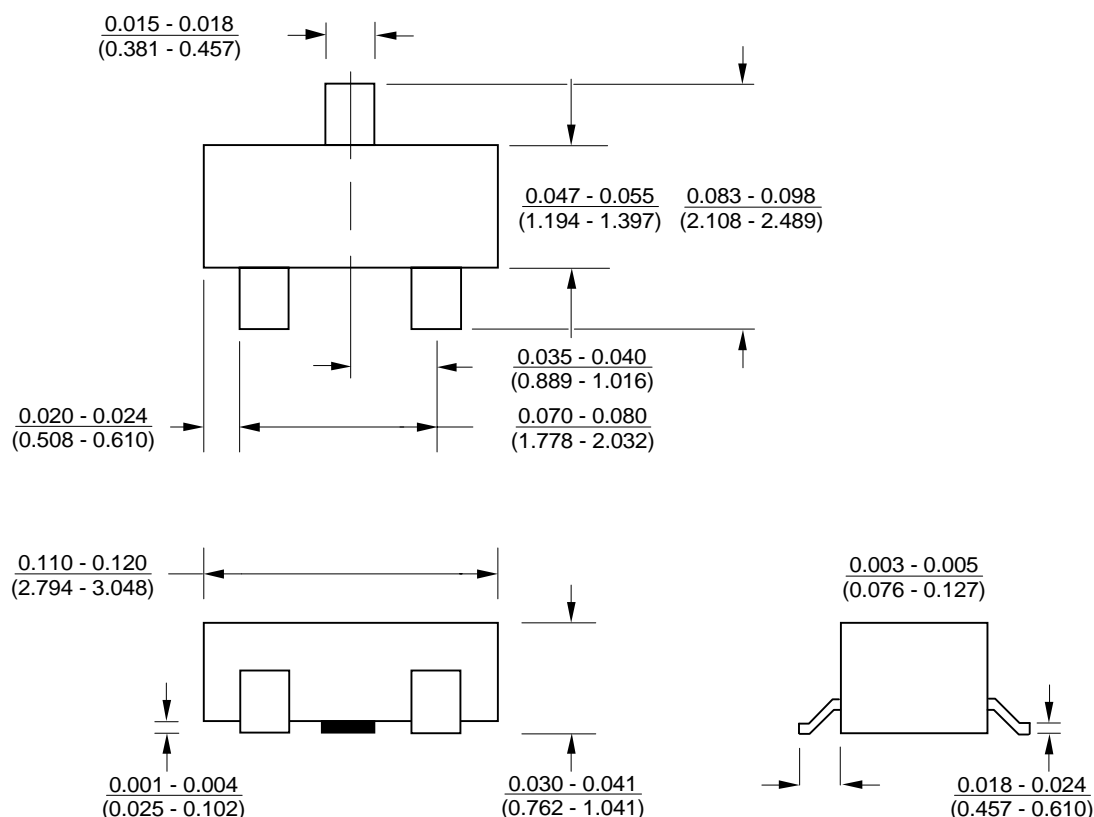 0.015 - 0.018
(0.381 - 0.457)
0.047 - 0.055
(1.194 - 1.397)
0.083 - 0.098
(2.108 - 2.489)
0.035 - 0.040
(0.889 - 1.016)
0.020 - 0.024
(0.508 - 0.610)
0.070 - 0.080
(1.778 - 2.032)
0.110 - 0.120
(2.794 - 3.048)
0.003 - 0.005
(0.076 - 0.127)
0.001 - 0.004
(0.025 - 0.102)
0.030 - 0.041
(0.762 - 1.041)
0.018 - 0.024
(0.457 - 0.610)